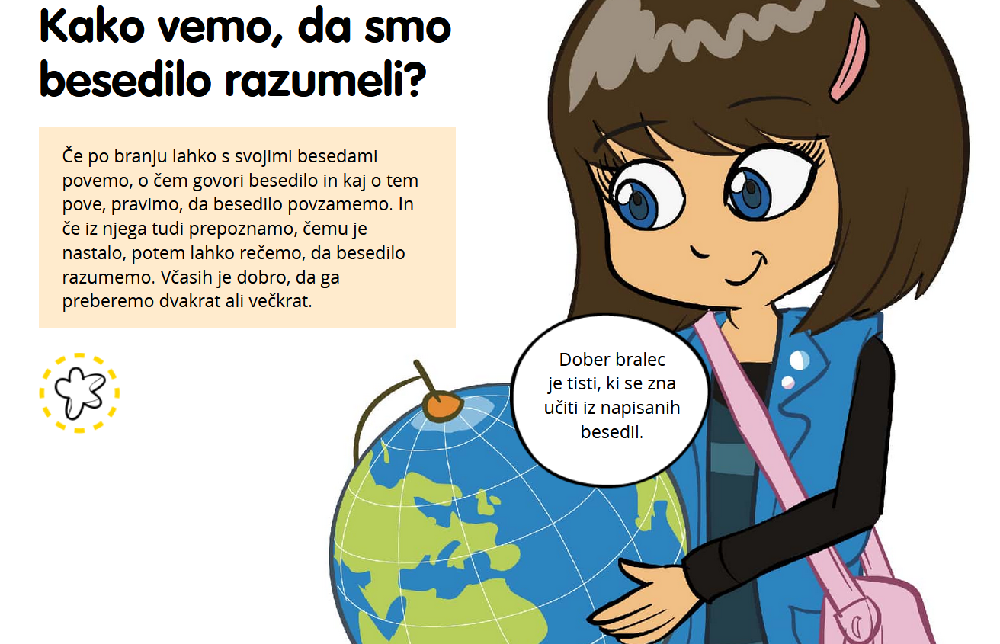 Kako vemo, da smo
besedilo razumeli?
Če po branju lahko s svojimi besedami
povemo, o čem govori besedilo in kaj o tem
pove, pravimo, da besedilo povzamemo. In
če iz njega tudi prepoznamo, čemu je
nastalo, potem lahko rečemo, da besedilo
razumemo. Včasih je dobro, da ga
preberemo dvakrat ali večkrat.
Dober bralec
je tisti, ki se zna
učiti iz napisanih
besedil.